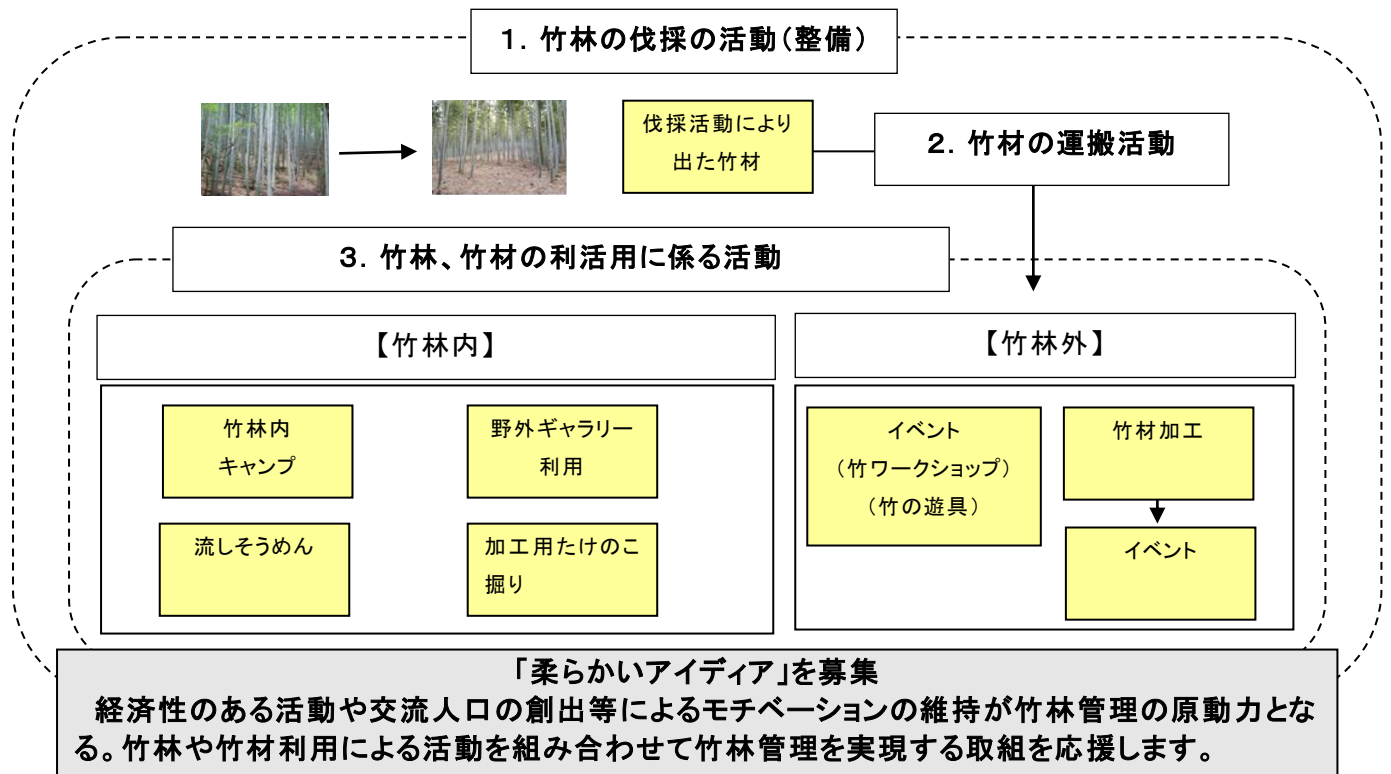 1．竹林の伐採の活動（整備）
伐採活動により
出た竹材
2．竹材の運搬活動
3．竹林、竹材の利活用に係る活動
【竹林内】
【竹林外】
竹林内
キャンプ
野外ギャラリー
利用
流しそうめん
加工用たけのこ
掘り
イベント
（竹ワークショップ）
（竹の遊具）
竹材加工
イベント
「柔らかいアイディア」を募集
経済性のある活動や交流人口の創出等によるモチベーションの維持が竹林管理の原動力とな
る。竹林や竹材利用による活動を組み合わせて竹林管理を実現する取組を応援します。